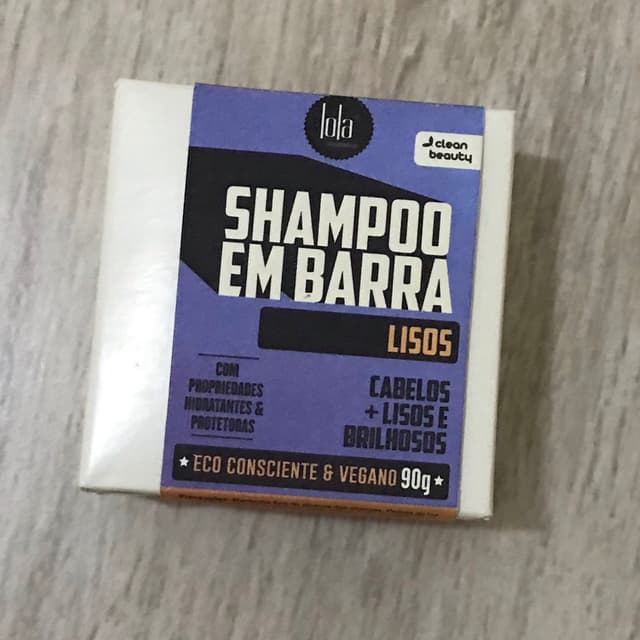 lola
clean
beauty
SHAMPOO
EM BARRA
LISOS
COM
PROPRIEDADES
HIDRATANTES &
PROTETORAS
CABELOS
+ LISOS E
BRILHOSOS
ECO CONSCIENTE & VEGANO 90g